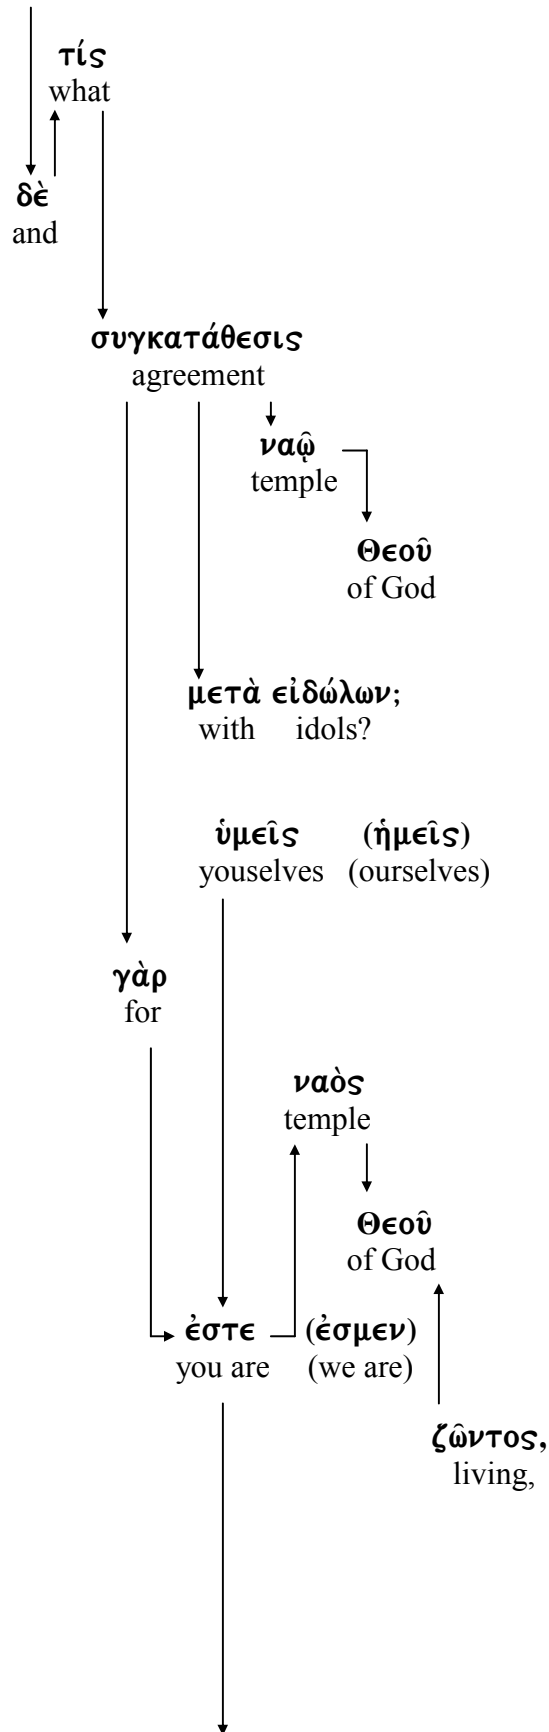 τίς
what
δὲ
and
συγκατάθεσις
agreement
ναῷ
temple
Θεοῦ
of God
μετὰ εἰδώλων;
with idols?
ὑμεῖς (ἡμεῖς)
youselves (ourselves)
γὰρ
for
ναὸς
temple
Θεοῦ
of God
ἐστε (ἐσμεν)
you are (we are)
ζῶντος,
living,